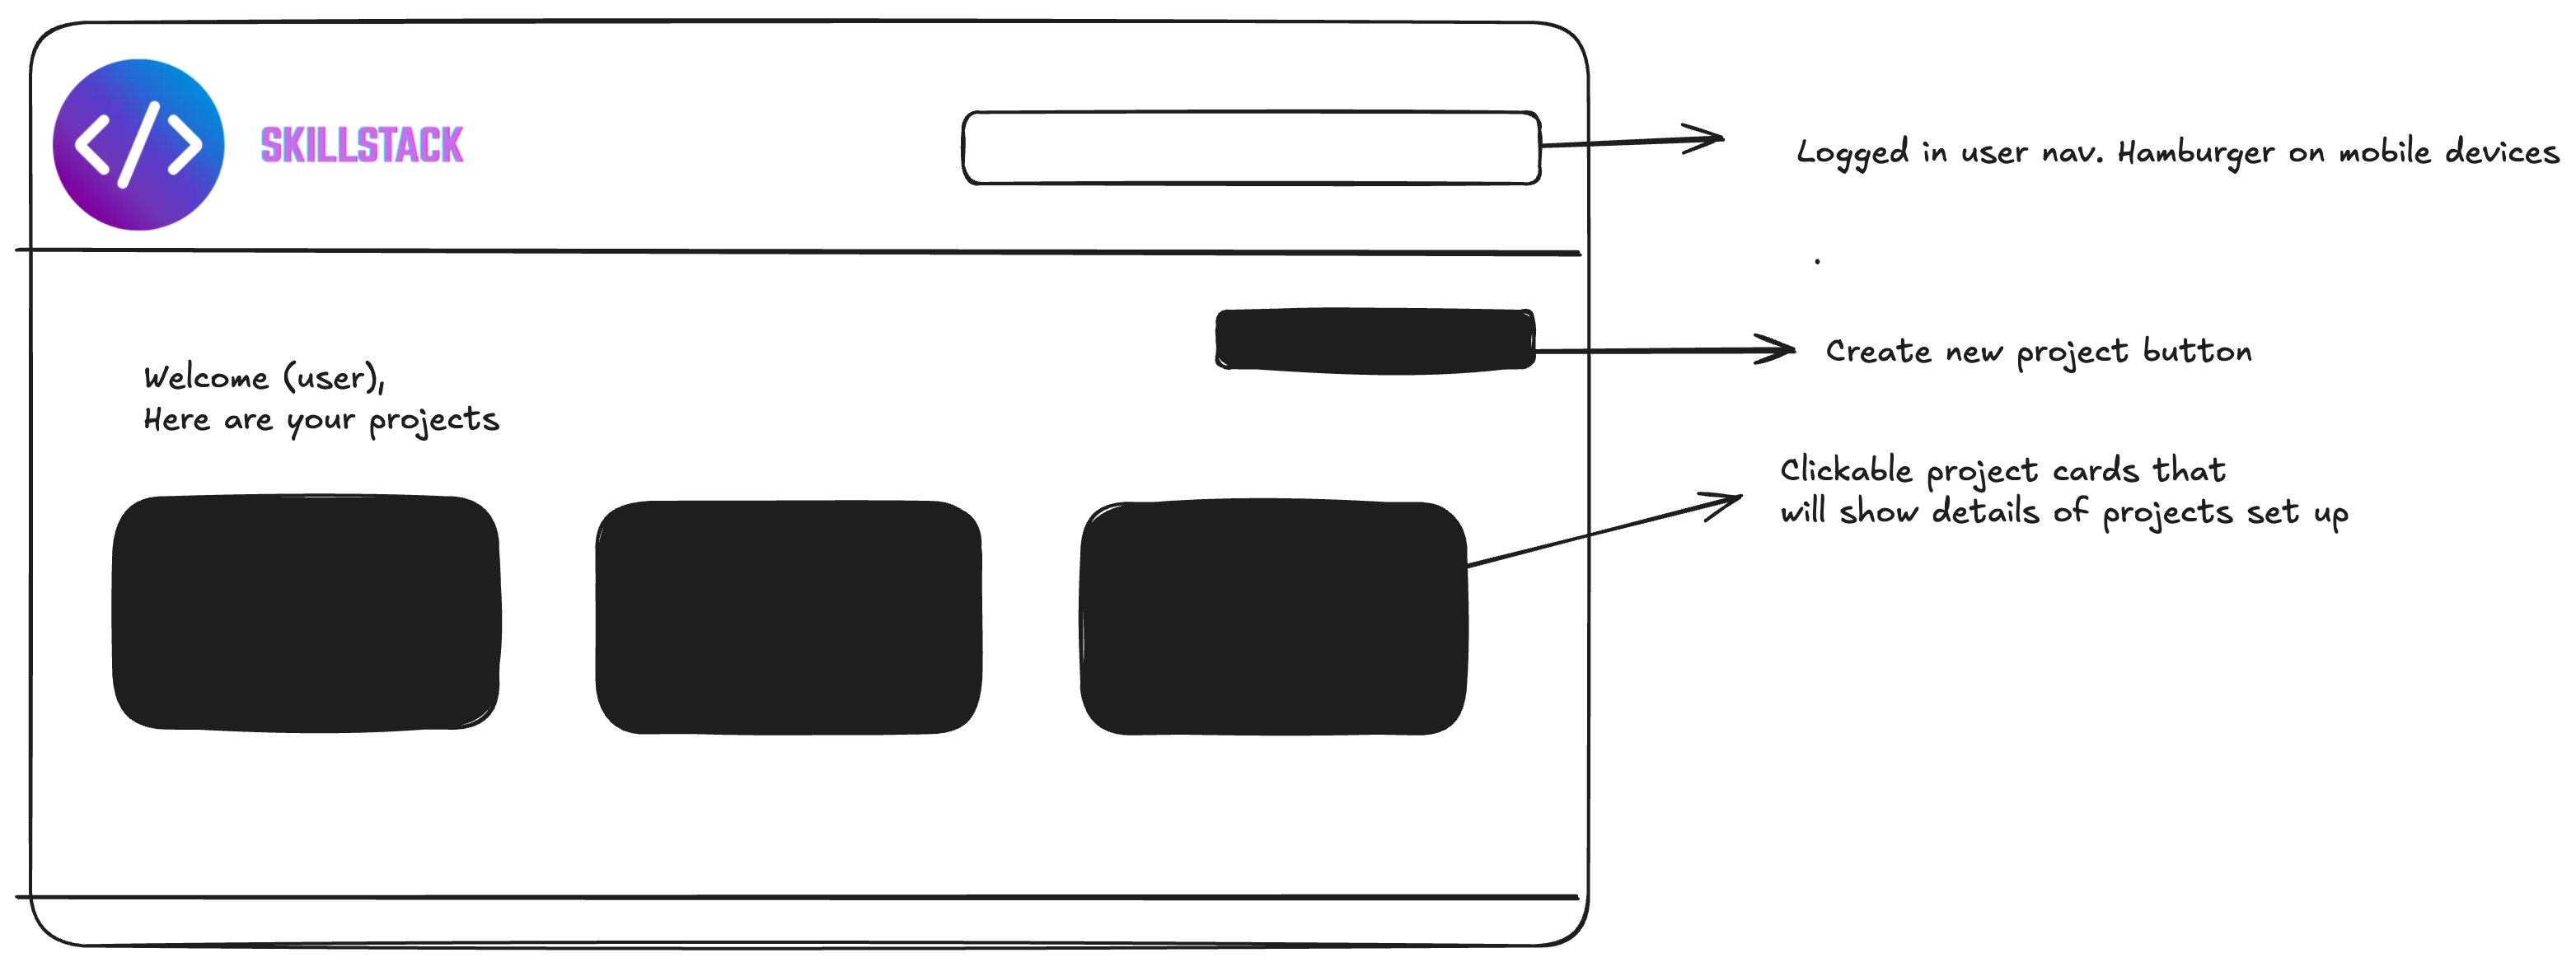 </> SKILLSTACK
Logged in user nav. Hamburger on mobile devices
.
Create new project button
Welcome (user),
Here are your projects
Clickable project cards that
will show details of projects set up